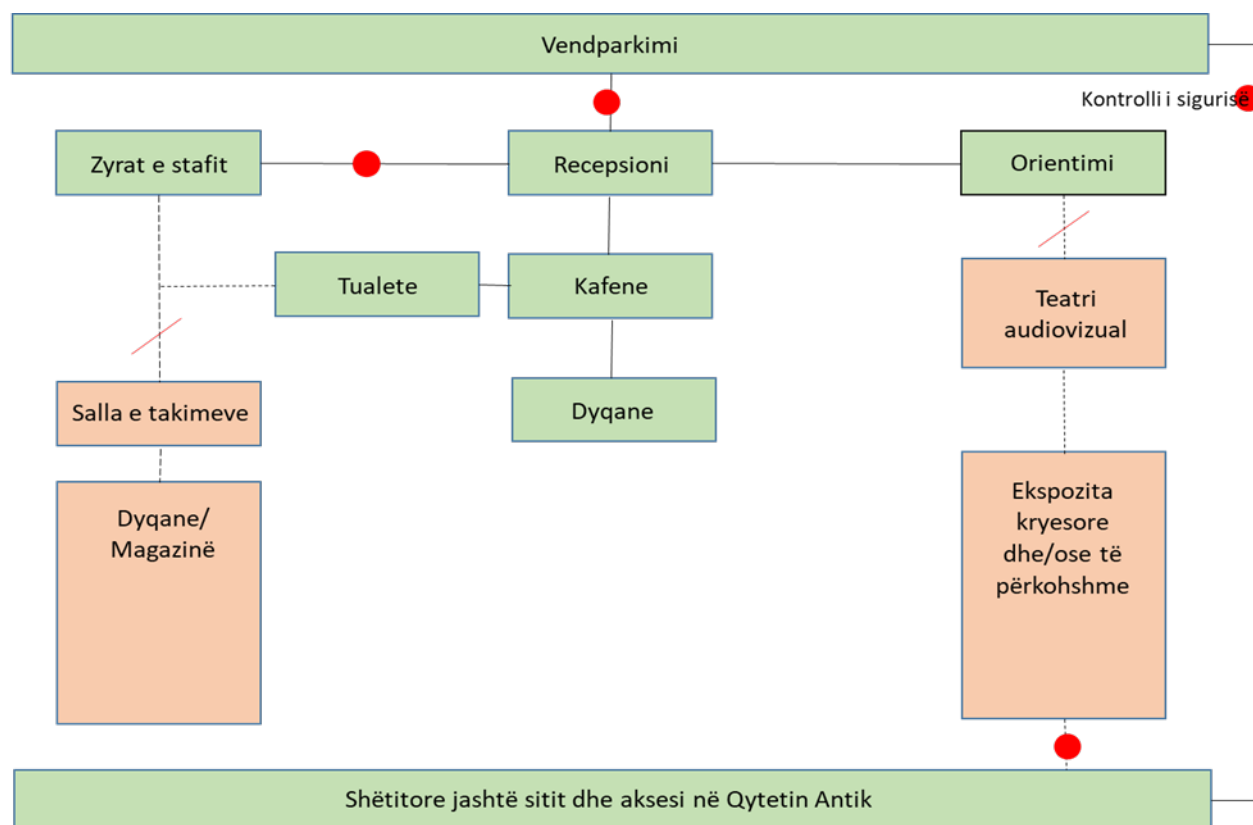 Vendparkimi
Kontrolli i sigurisë
Zyrat e stafit
Recepsioni
Orientimi
Tualete
Kafene
Teatri
audiovizual
Salla e takimeve
Dyqane
Dyqane/
Magazinë
Ekspozita
kryesore
dhe/ose të
përkohshme
Shëtitore jashtë sitit dhe aksesi në Qytetin Antik